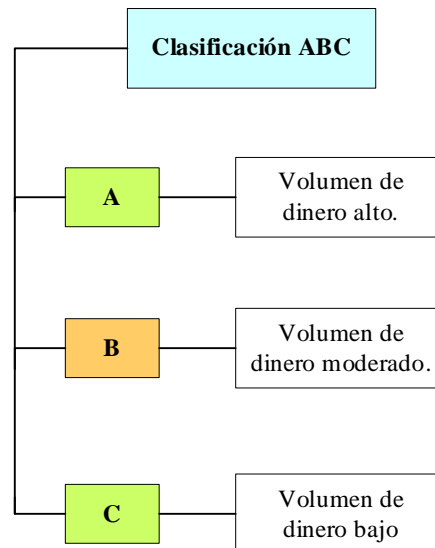 Clasificación ABC
A
Volumen de
dinero alto.
B
Volumen de
dinero moderado.
C
Volumen de
dinero bajo